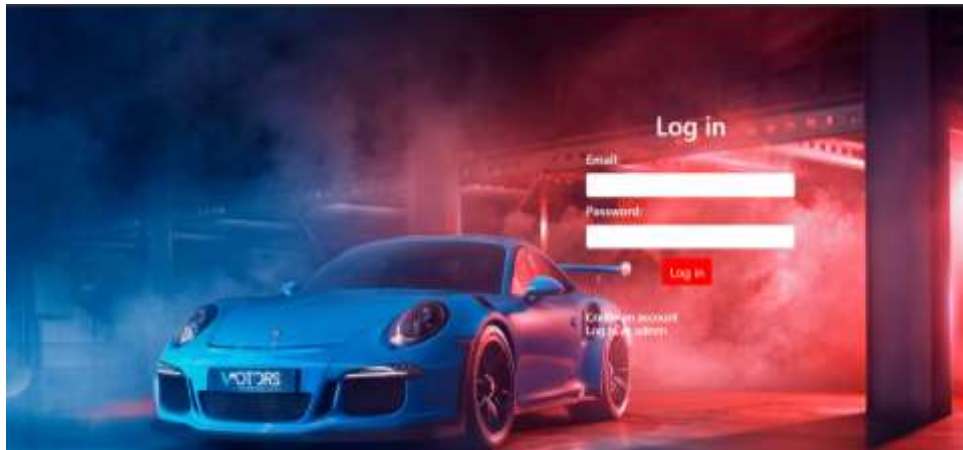 Log in
Email
Password:
Log in
Create an account
Log in as admin
MOTORS